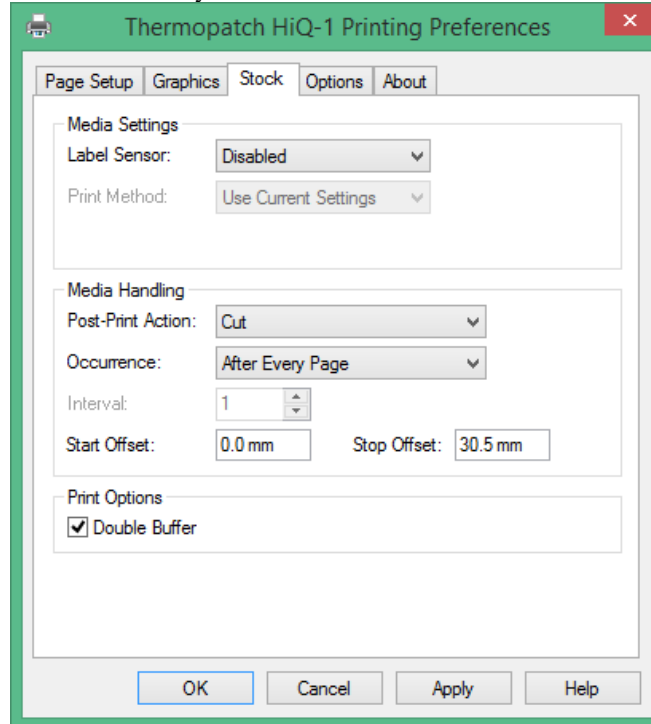 Thermopatch HiQ-1 Printing Preferences
Page Setup Graphics Stock Options About
Media Settings
Label Sensor: Disabled
Print Method: Use Current Settings
Media Handling
Post-Print Action: Cut
Occurrence: After Every Page
Interval: 1
Start Offset: 0.0 mm Stop Offset: 30.5 mm
Print Options
Double Buffer
OK Cancel Apply Help